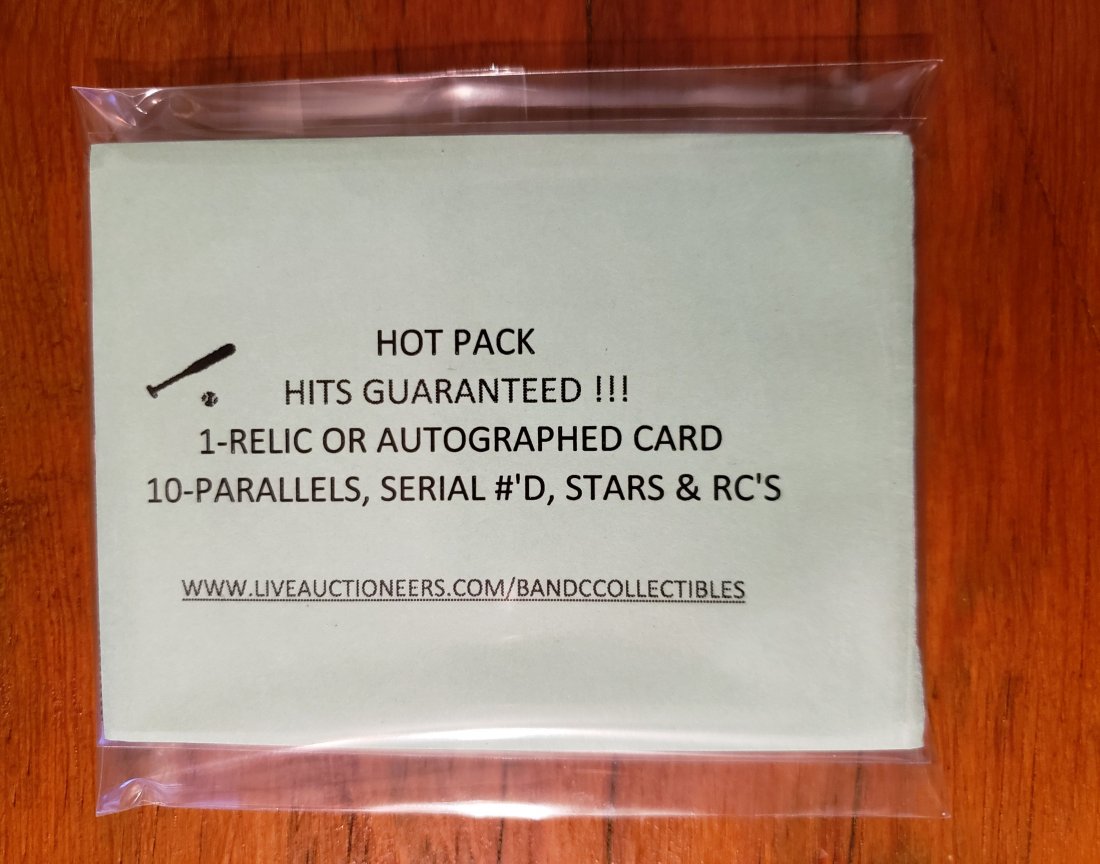 HOT PACK
HITS GUARANTEED !!!
1-RELIC OR AUTOGRAPHED CARD
10-PARALLELS, SERIAL #'D, STARS & RC'S
WWW.LIVEAUCTIONEERS.COM/BANDCCOLLECTIBLES